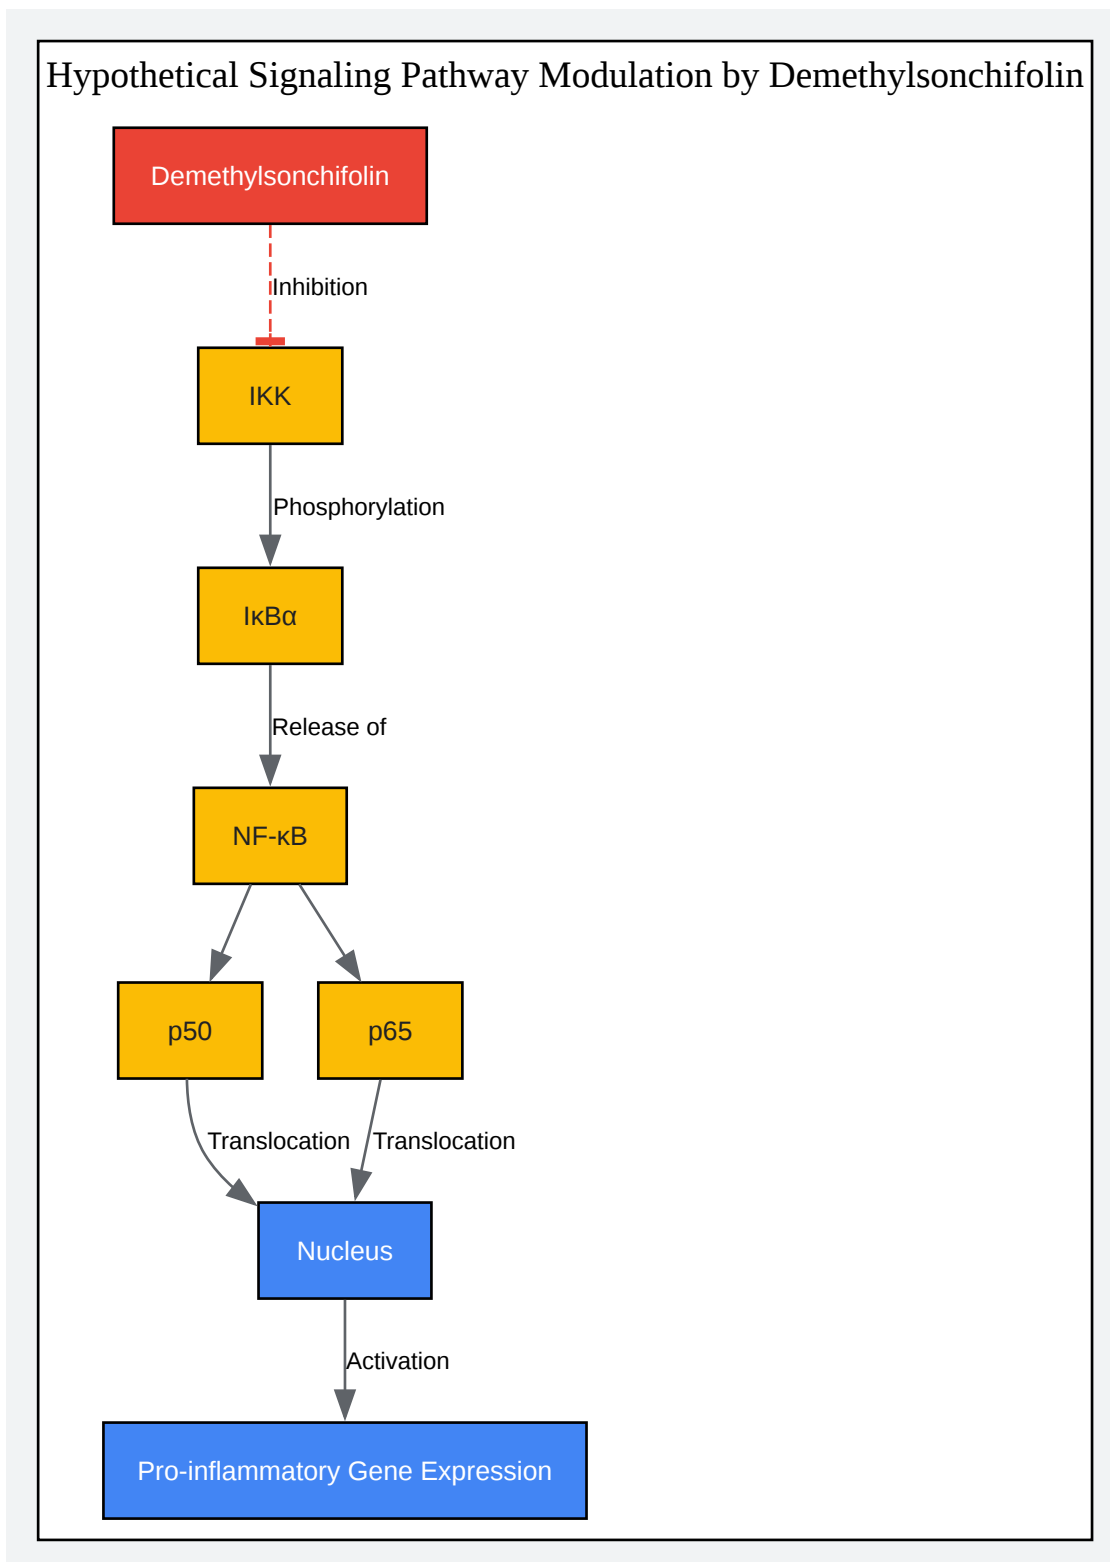 Hypothetical Signaling Pathway Modulation by Demethylsonchifolin
Demethylsonchifolin
Inhibition
IKK
Phosphorylation
IκBα
Release of
NF-κB
p50
p65
Translocation
Translocation
Nucleus
Activation
Pro-inflammatory Gene Expression